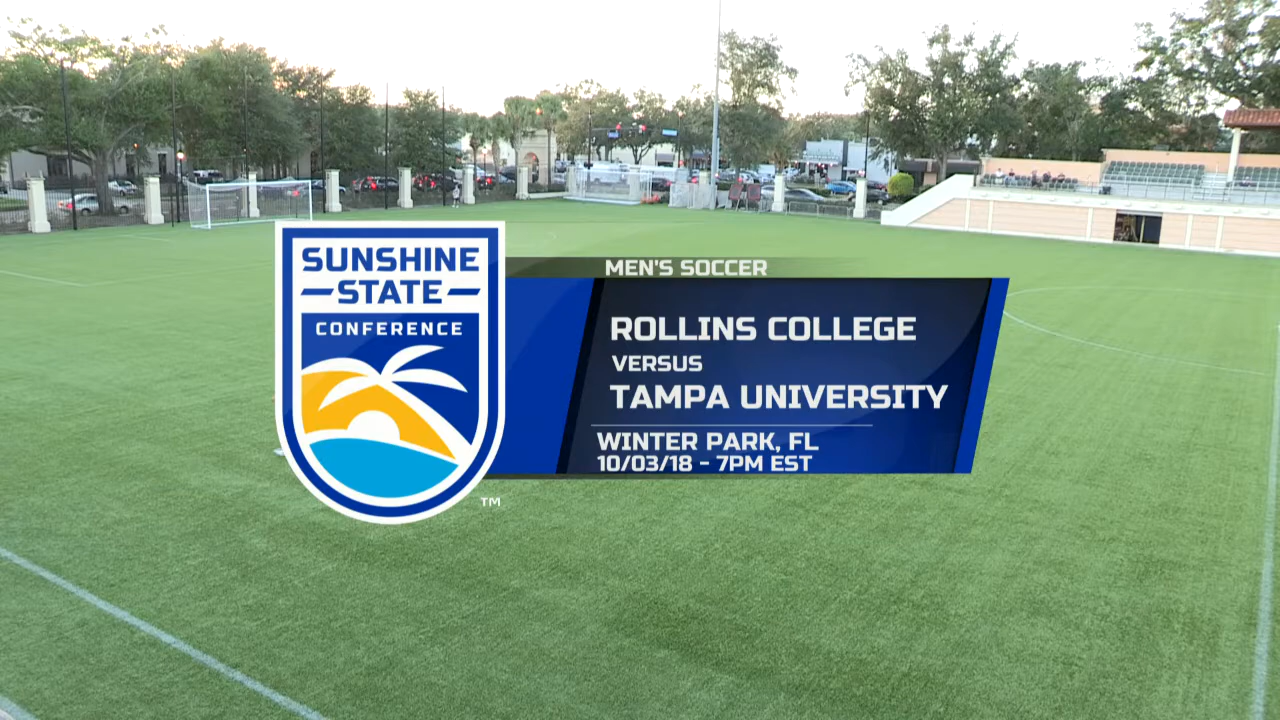 SUNSHINE
STATE
CONFERENCE
TM
MEN'S SOCCER
ROLLINS COLLEGE
VERSUS
TAMPA UNIVERSITY
WINTER PARK, FL
10/03/18 - 7PM EST